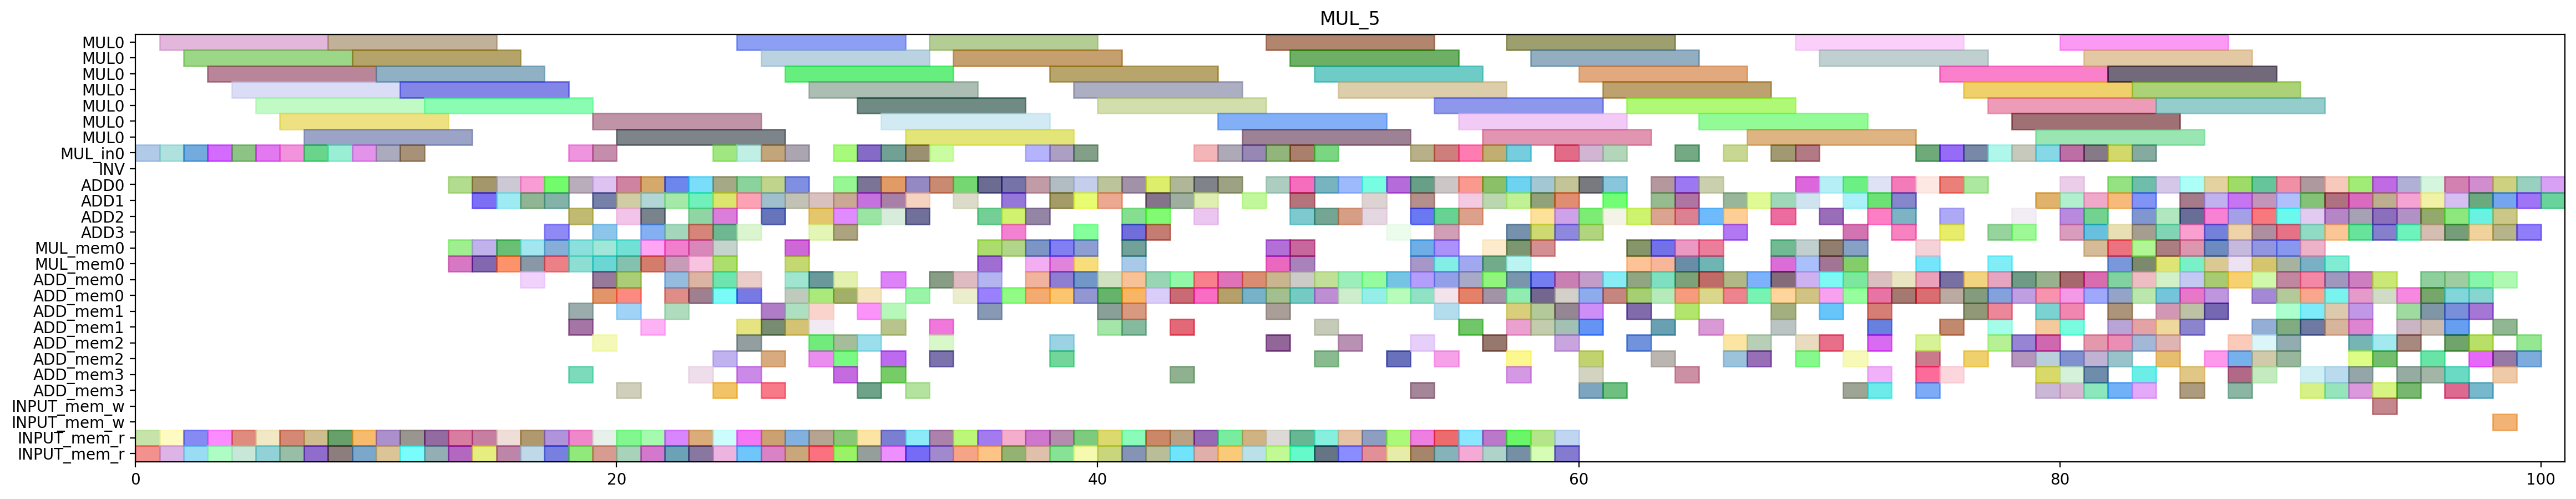 MUL_5
MUL0
MUL0
MUL0
MUL0
MUL0
MUL0
MUL0
MUL_in0
INV
ADD0
ADD1
ADD2
ADD3
MUL_mem0
MUL_mem0
ADD_mem0
ADD_mem0
ADD_mem1
ADD_mem1
ADD_mem2
ADD_mem2
ADD_mem3
ADD_mem3
INPUT_mem_w
INPUT_mem_w
INPUT_mem_r
INPUT_mem_r
0 20 40 60 80 100